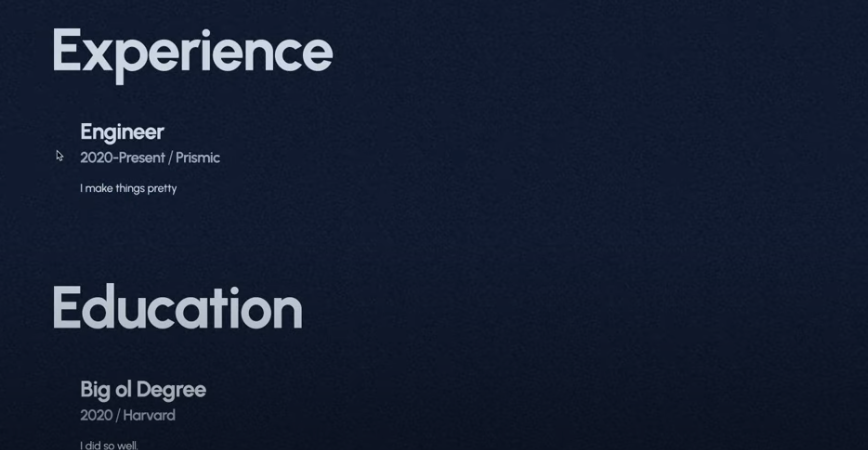 Experience
Engineer
2020-Present / Prismic
I make things pretty
Education
Big ol Degree
2020 / Harvard
I did so well.